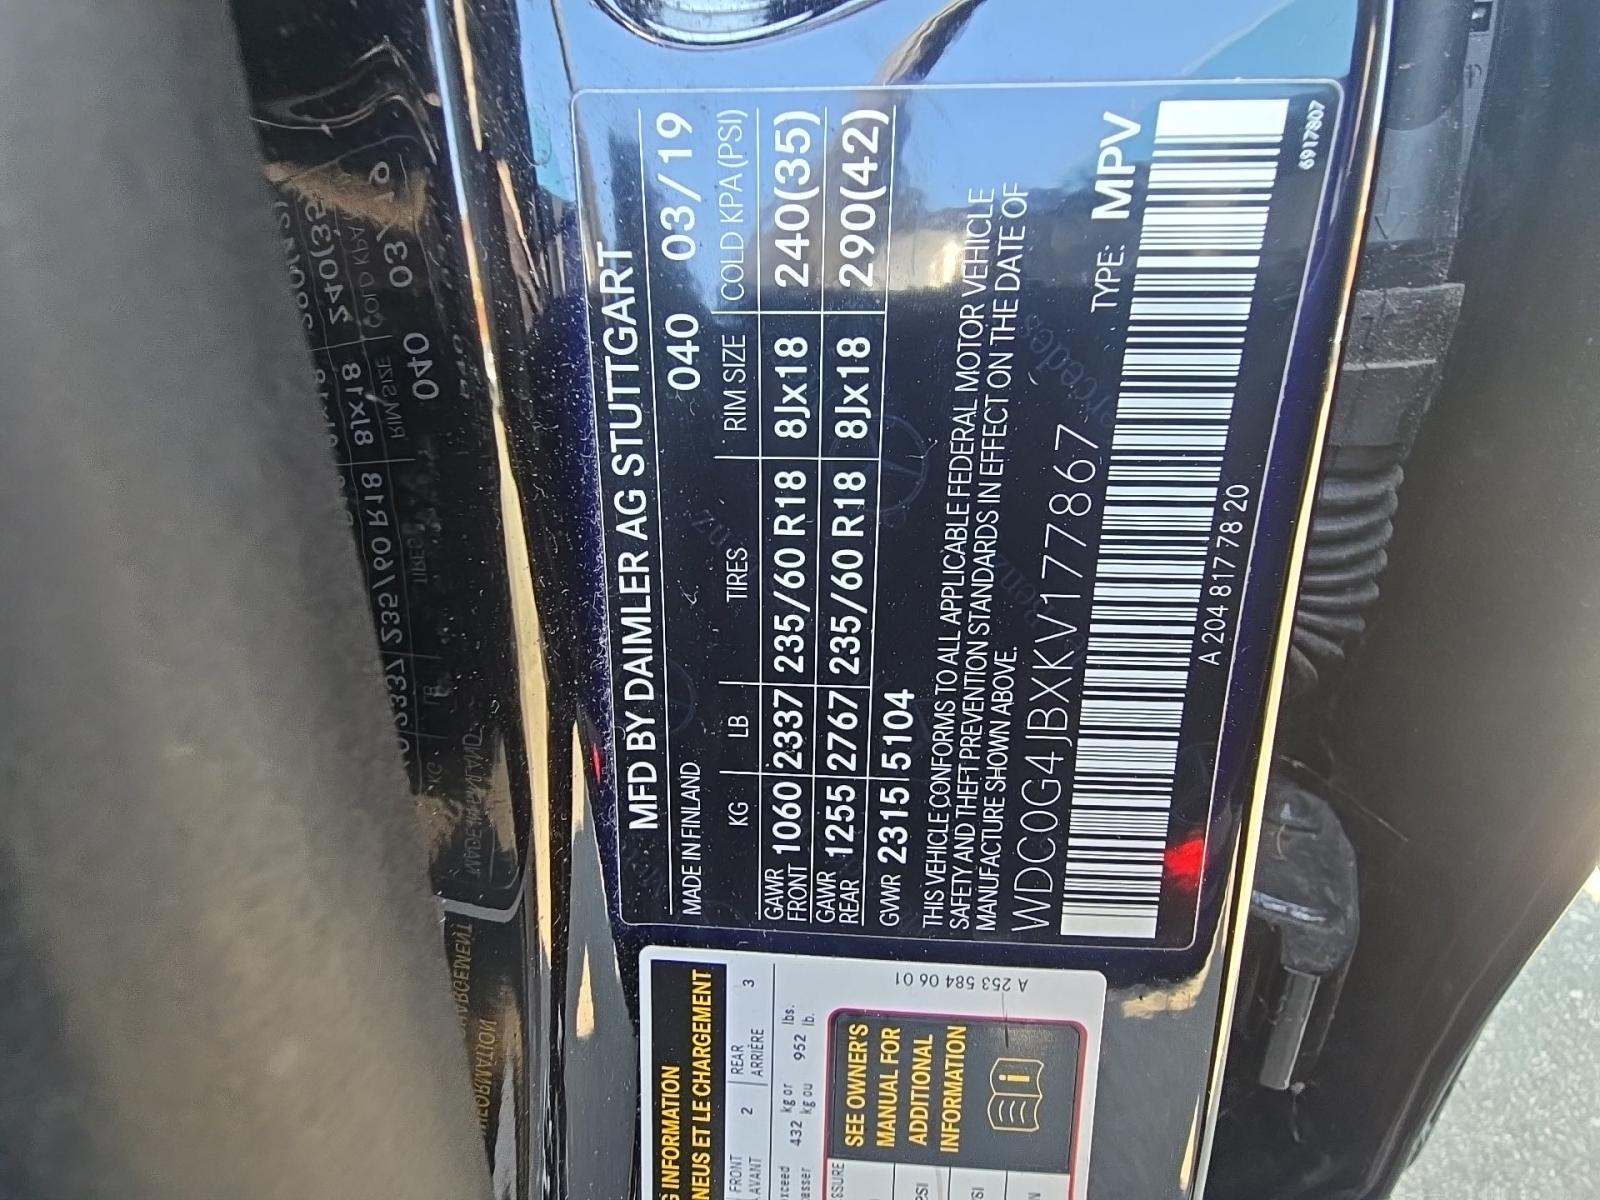 MFD BY DAIMLER AG STUTTGART
MADE IN FINLAND 040 03/19
KG LB TIRES RIM SIZE COLD KPA(PSI)
GAWR FRONT 1060 2337 235/60 R18 8Jx18 240(35)
GAWR REAR 1255 2767 235/60 R18 8Jx18 290(42)
GVWR 2315 5104
THIS VEHICLE CONFORMS TO ALL APPLICABLE FEDERAL MOTOR VEHICLE
SAFETY AND THEFT PREVENTION STANDARDS IN EFFECT ON THE DATE OF
MANUFACTURE SHOWN ABOVE.
WDC0G4JBXKV177867 TYPE: MPV
A 204 817 78 20
6917807
INFORMATION
ET LE CHARGEMENT
FRONT 2 REAR 3
AVANT ARRIÈRE
432 kg or 952 lbs.
kg ou lb.
SEE OWNER'S
MANUAL FOR
ADDITIONAL
INFORMATION
A 253 584 06 01